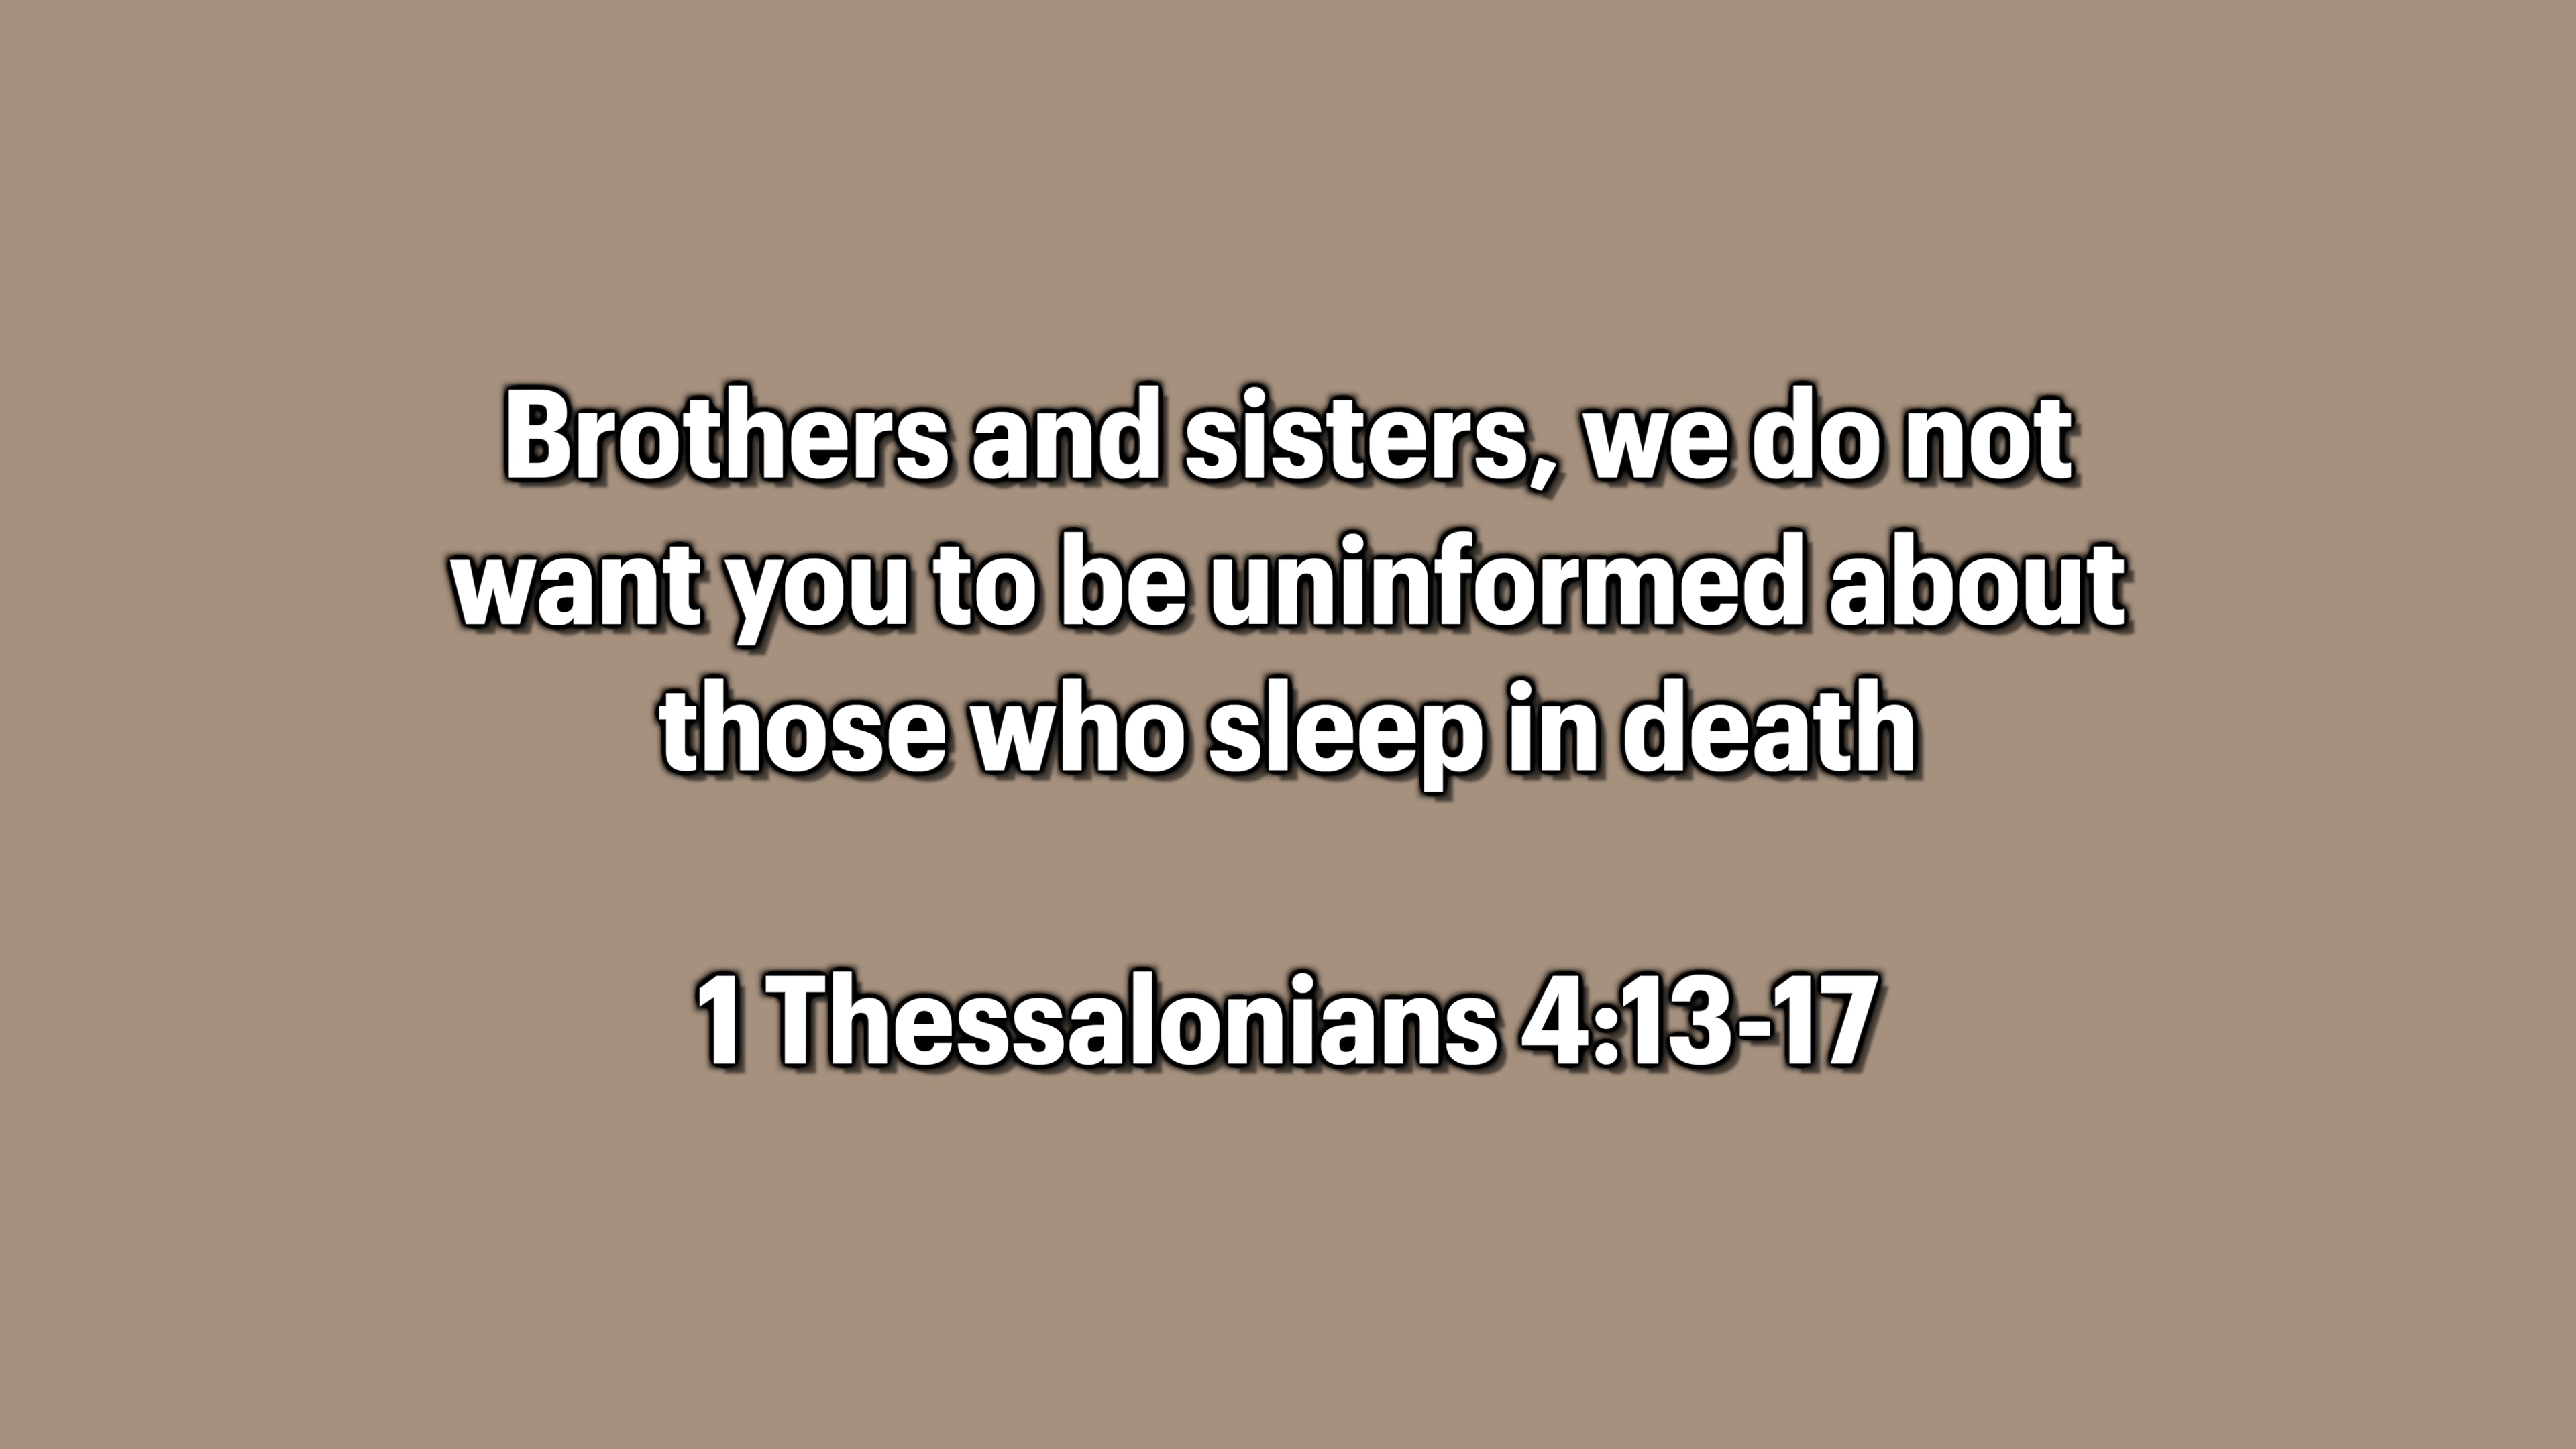 Brothers and sisters, we do not
want you to be uninformed about
those who sleep in death
1 Thessalonians 4:13-17